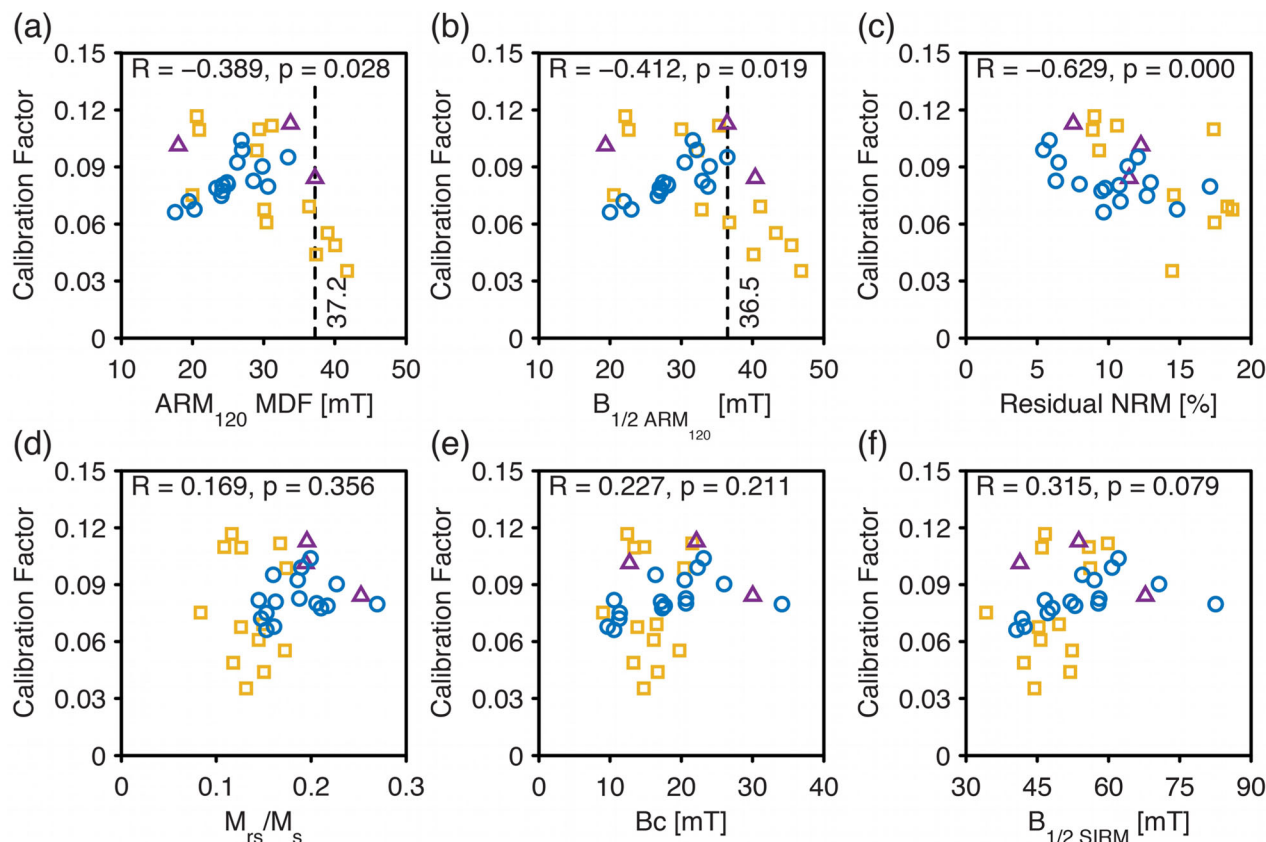 (a)
R = −0.389, p = 0.028
Calibration Factor
0.15
0.12
0.09
0.06
0.03
0
37.2
10
20
30
40
50
ARM120 MDF [mT]
(b)
R = −0.412, p = 0.019
Calibration Factor
0.15
0.12
0.09
0.06
0.03
0
36.5
10
20
30
40
50
B1/2 ARM120 [mT]
(c)
R = −0.629, p = 0.000
Calibration Factor
0.15
0.12
0.09
0.06
0.03
0
0
5
10
15
20
Residual NRM [%]
(d)
R = 0.169, p = 0.356
Calibration Factor
0.15
0.12
0.09
0.06
0.03
0
0
0.1
0.2
0.3
Mrs/Ms
(e)
R = 0.227, p = 0.211
Calibration Factor
0.15
0.12
0.09
0.06
0.03
0
0
10
20
30
40
Bc [mT]
(f)
R = 0.315, p = 0.079
Calibration Factor
0.15
0.12
0.09
0.06
0.03
0
30
45
60
75
90
B1/2 SIRM [mT]